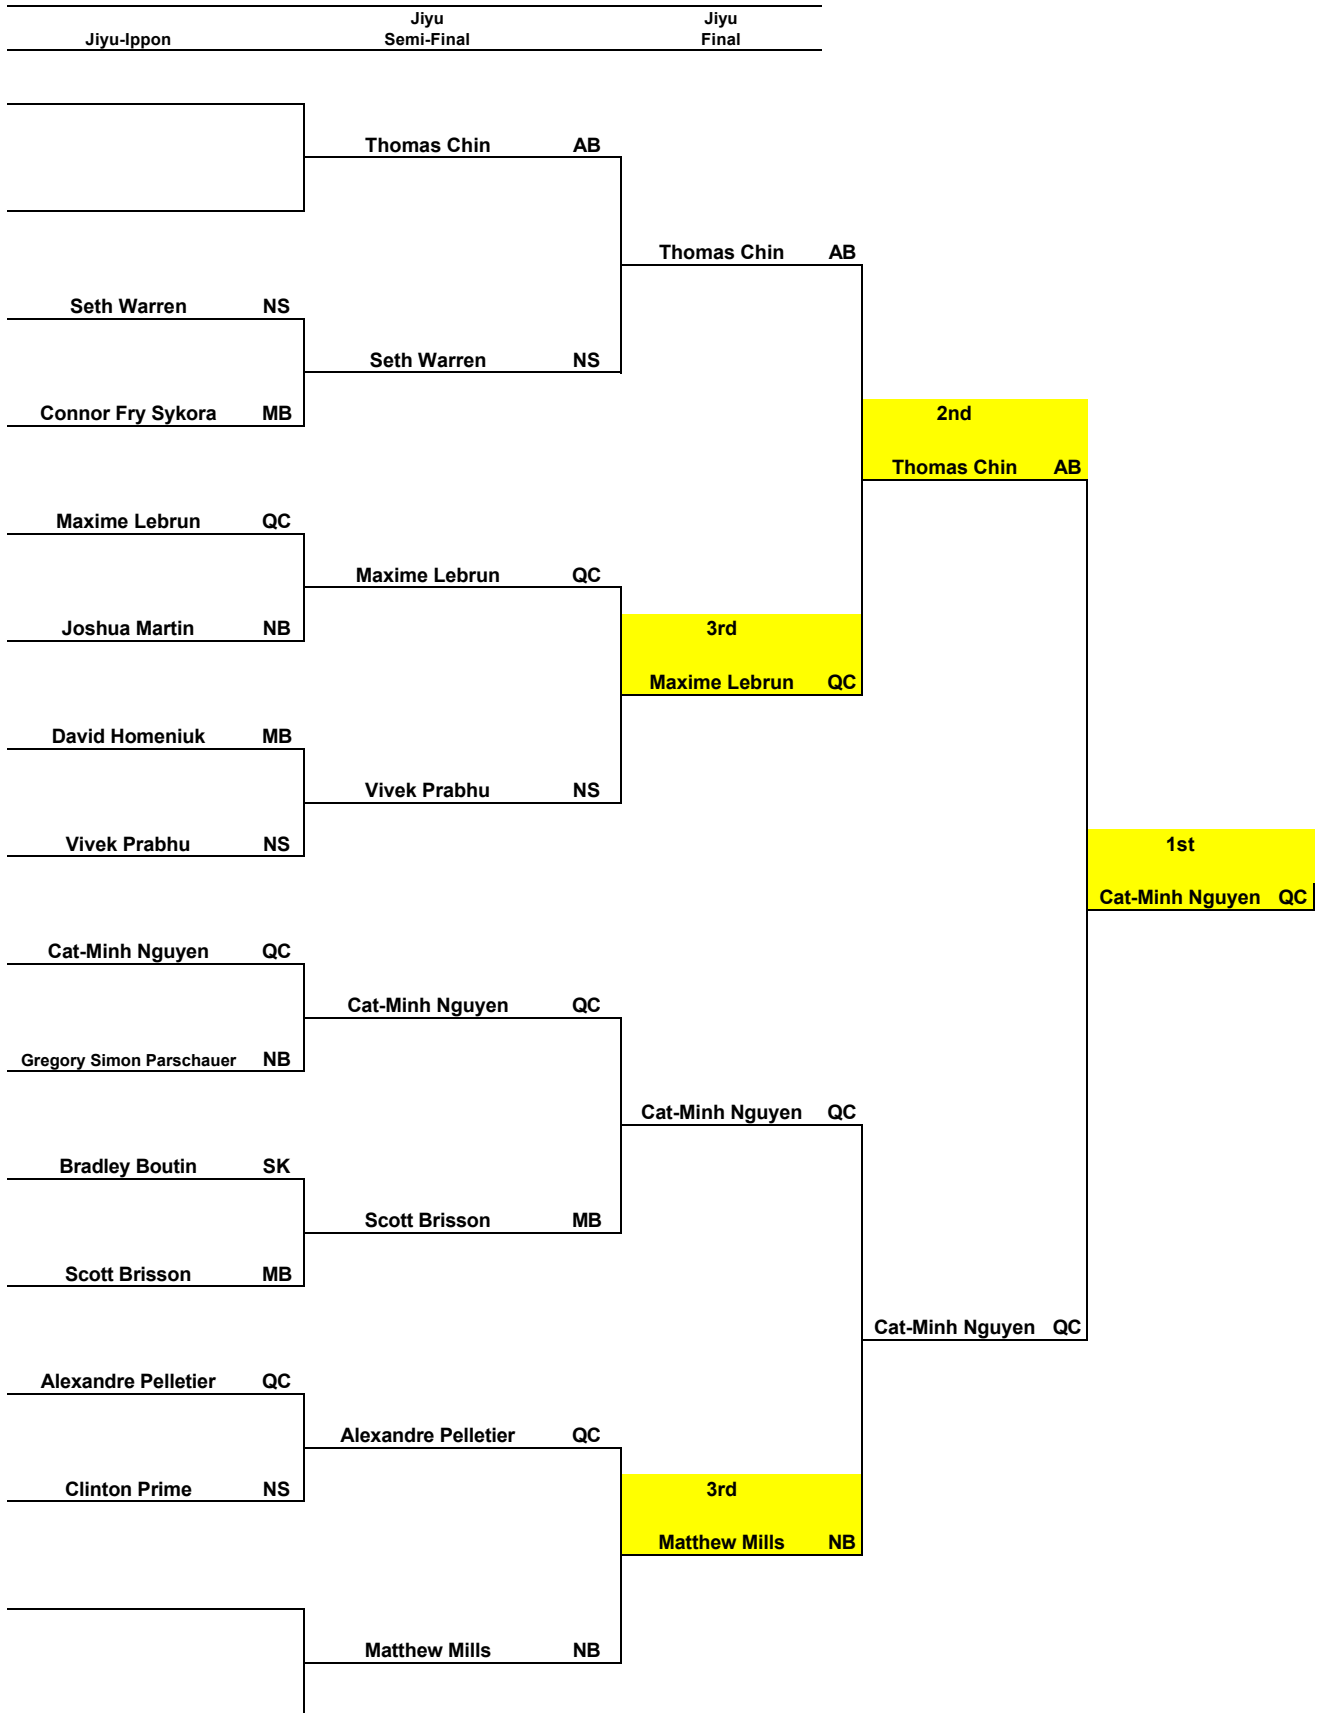 Jiyu Jiyu
Jiyu-Ippon Semi-Final Final
Thomas Chin AB
Thomas Chin AB
Seth Warren NS
Seth Warren NS
Connor Fry Sykora MB 2nd
Thomas Chin AB
Maxime Lebrun QC
Maxime Lebrun QC
Joshua Martin NB 3rd
Maxime Lebrun QC
David Homeniuk MB
Vivek Prabhu NS
Vivek Prabhu NS 1st
Cat-Minh Nguyen QC
Cat-Minh Nguyen QC
Cat-Minh Nguyen QC
Gregory Simon Parschauer NB
Cat-Minh Nguyen QC
Bradley Boutin SK
Scott Brisson MB
Scott Brisson MB
Cat-Minh Nguyen QC
Alexandre Pelletier QC
Alexandre Pelletier QC
Clinton Prime NS 3rd
Matthew Mills NB
Matthew Mills NB